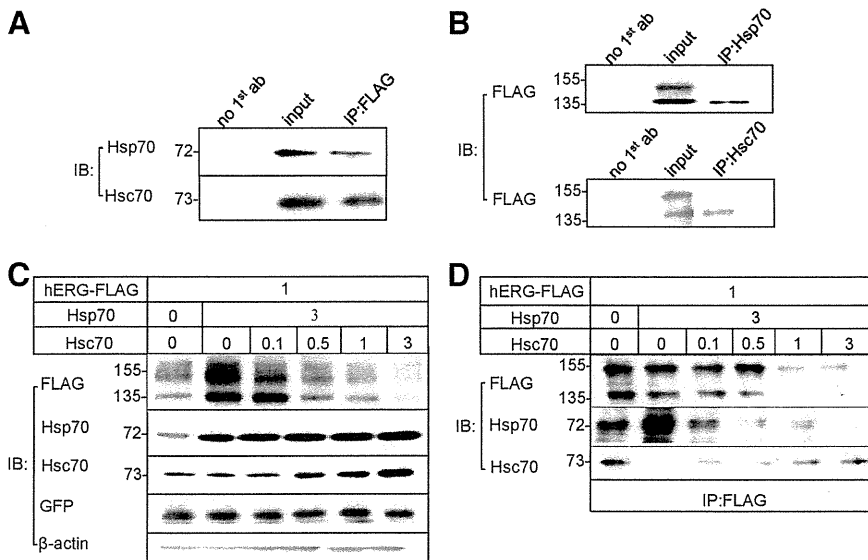 A
no 1st ab
input
IP:FLAG
IB:
Hsp70
72
Hsc70
73
B
no 1st ab
input
IP:Hsp70
IB:
FLAG
155
135
no 1st ab
input
IP:Hsc70
FLAG
155
135
C
hERG-FLAG 1
Hsp70 0 3
Hsc70 0 0 0.1 0.5 1 3
IB:
FLAG
155
135
Hsp70
72
Hsc70
73
GFP
β-actin
D
hERG-FLAG 1
Hsp70 0 3
Hsc70 0 0 0.1 0.5 1 3
IB:
FLAG
155
135
Hsp70
72
Hsc70
73
IP:FLAG